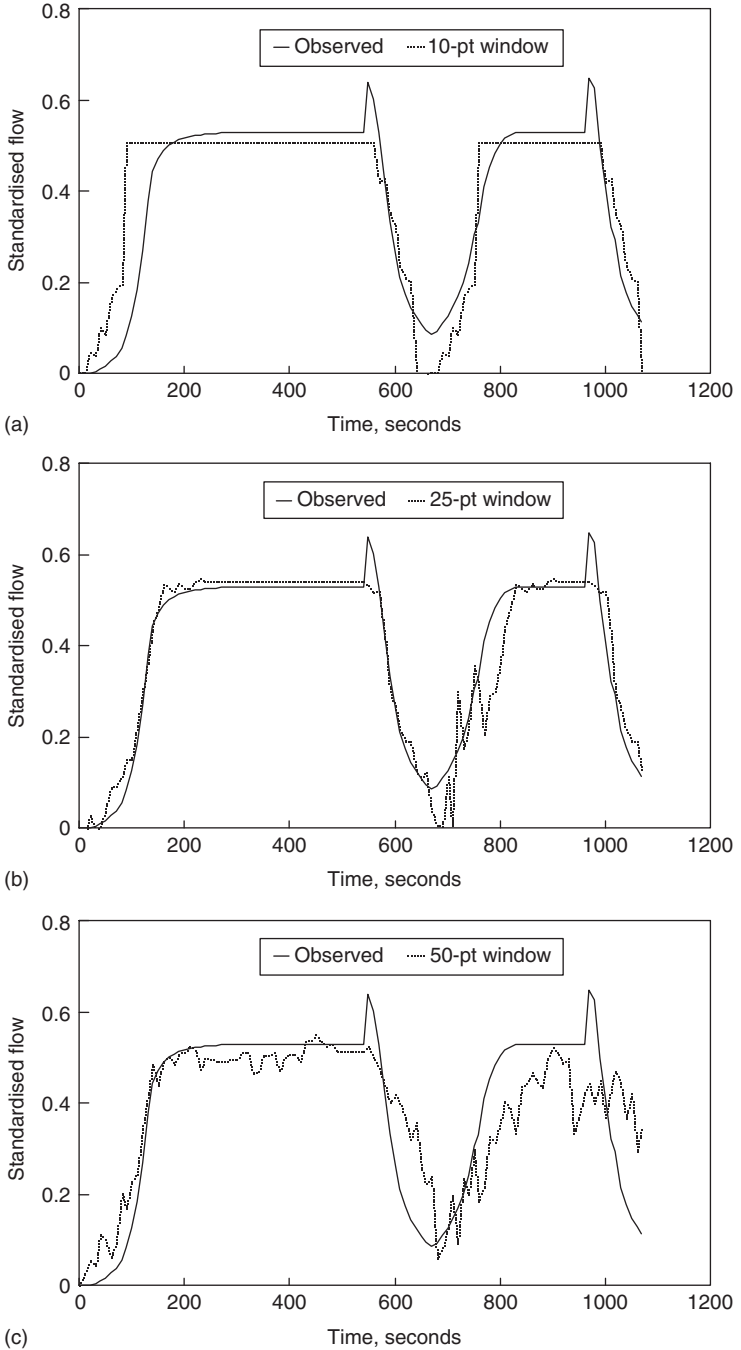 0.8
Observed 10-pt window
0.6
0.4
0.2
0
Standardised flow
0 200 400 600 800 1000 1200
(a)
Time, seconds
0.8
Observed 25-pt window
0.6
0.4
0.2
0
Standardised flow
0 200 400 600 800 1000 1200
(b)
Time, seconds
0.8
Observed 50-pt window
0.6
0.4
0.2
0
Standardised flow
0 200 400 600 800 1000 1200
(c)
Time, seconds